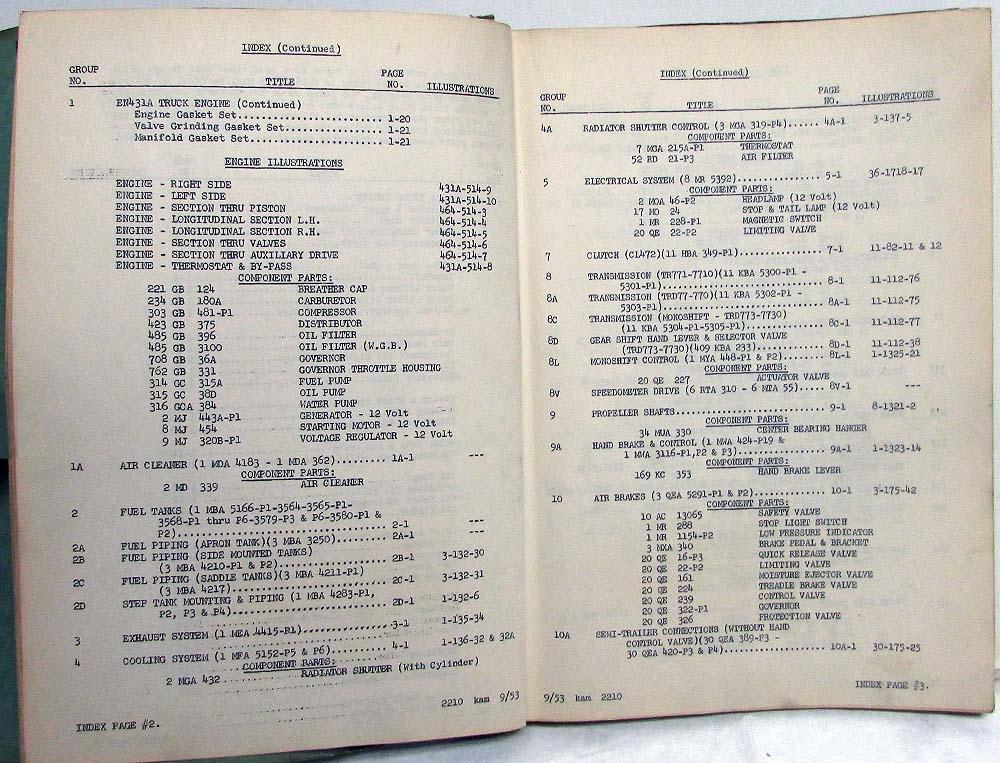 INDEX (Continued)
GROUP NO. TITLE PAGE NO. ILLUSTRATIONS
1 EN431A TRUCK ENGINE (Continued)
Engine Gasket Set........................ 1-20
Valve Grinding Gasket Set................ 1-21
Manifold Gasket Set...................... 1-21
ENGINE ILLUSTRATIONS
ENGINE - RIGHT SIDE 431A-514-9
ENGINE - LEFT SIDE 431A-514-10
ENGINE - SECTION THRU PISTON 464-514-3
ENGINE - LONGITUDINAL SECTION L.H. 464-514-4
ENGINE - LONGITUDINAL SECTION R.H. 464-514-5
ENGINE - SECTION THRU VALVES 464-514-6
ENGINE - SECTION THRU AUXILIARY DRIVE 464-514-7
ENGINE - THERMOSTAT & BY-PASS 431A-514-8
COMPONENT PARTS:
221 GB 124 BREATHER CAP
234 GB 180A CARBURETOR
303 GB 481-P1 COMPRESSOR
423 GB 375 DISTRIBUTOR
485 GB 396 OIL FILTER
485 GB 3100 OIL FILTER (W.G.B.)
708 GB 36A GOVERNOR
762 GB 331 GOVERNOR THROTTLE HOUSING
314 GC 315A FUEL PUMP
315 GC 38D OIL PUMP
316 GCA 384 WATER PUMP
2 MJ 443A-P1 GENERATOR - 12 Volt
8 MJ 454 STARTING MOTOR - 12 Volt
9 MJ 320B-P1 VOLTAGE REGULATOR - 12 Volt
1A AIR CLEANER (1 MDA 4183 - 1 MDA 362)......... 1A-1 ---
COMPONENT PARTS:
2 MD 339 AIR CLEANER
2 FUEL TANKS (1 MBA 5166-P1-3564-3565-P1-
3568-P1 thru P6-3579-P3 & P6-3580-P1 &
P2)................................... 2-1 ---
2A FUEL PIPING (APRON TANK)(3 MBA 3250)......... 2A-1 ---
2B FUEL PIPING (SIDE MOUNTED TANKS)
(3 MBA 4210-P1 & P2)................... 2B-1 3-132-30
2C FUEL PIPING (SADDLE TANKS)(3 MBA 4211-P1)
(3 MBA 4217)........................... 2C-1 3-132-31
2D STEP TANK MOUNTING & PIPING (1 MBA 4283-P1,
P2, P3 & P4)........................... 2D-1 1-132-6
3 EXHAUST SYSTEM (1 MEA 4415-R1)............... 3-1 1-135-34
4 COOLING SYSTEM (1 MFA 5152-P5 & P6).......... 4-1 1-136-32 & 32A
COMPONENT PARTS:
2 MGA 432 RADIATOR SHUTTER (With Cylinder)
2210 kam 9/53
INDEX PAGE #2.
INDEX (Continued)
GROUP NO. TITLE PAGE NO. ILLUSTRATIONS
4A RADIATOR SHUTTER CONTROL (3 MGA 319-P4)...... 4A-1 3-137-5
COMPONENT PARTS:
7 MGA 215A-P1 THERMOSTAT
52 RD 21-P3 AIR FILTER
5 ELECTRICAL SYSTEM (8 MR 5392)................ 5-1 36-1718-17
COMPONENT PARTS:
2 MOA 46-P2 HEADLAMP (12 Volt)
17 MO 24 STOP & TAIL LAMP (12 Volt)
1 MR 228-P1 MAGNETIC SWITCH
20 QE 22-P2 LIMITING VALVE
7 CLUTCH (CL472)(11 HBA 349-P1)................ 7-1 11-82-11 & 12
8 TRANSMISSION (TR771-7710)(11 KBA 5300-P1 -
5301-P1).............................. 8-1 11-112-76
8A TRANSMISSION (TRD77-770)(11 KBA 5302-P1 -
5303-P1).............................. 8A-1 11-112-75
8C TRANSMISSION (MONOSHIFT - TRD773-7730)
(11 KBA 5304-P1-5305-P1)............... 8C-1 11-112-77
8D GEAR SHIFT HAND LEVER & SELECTOR VALVE
(TRD773-7730)(409 KBA 233)............. 8D-1 11-112-38
8L MONOSHIFT CONTROL (1 MYA 448-P1 & P2)........ 8L-1 1-1325-21
COMPONENT PARTS:
20 QE 227 ACTUATOR VALVE
8V SPEEDOMETER DRIVE (6 RTA 310 - 6 MTA 55)..... 8V-1 ---
9 PROPELLER SHAFTS............................. 9-1 8-1321-2
COMPONENT PARTS:
34 MUA 330 CENTER BEARING HANGER
9A HAND BRAKE & CONTROL (1 MWA 424-P19 &
1 MWA 3116-P1,P2 & P3)................. 9A-1 1-1323-14
COMPONENT PARTS:
169 KC 353 HAND BRAKE LEVER
10 AIR BRAKES (3 QEA 5291-P1 & P2).............. 10-1 3-175-42
COMPONENT PARTS:
10 AC 13065 SAFETY VALVE
1 MR 288 STOP LIGHT SWITCH
1 MR 1154-P2 LOW PRESSURE INDICATOR
3 MXA 340 BRAKE PEDAL & BRACKET
20 QE 16-P3 QUICK RELEASE VALVE
20 QE 22-P2 LIMITING VALVE
20 QE 161 MOISTURE EJECTOR VALVE
20 QE 224 TREADLE BRAKE VALVE
20 QE 239 CONTROL VALVE
20 QE 322-P1 GOVERNOR
20 QE 326 PROTECTION VALVE
10A SEMI-TRAILER CONNECTIONS (WITHOUT HAND
CONTROL VALVE)(30 QEA 389-P3 -
30 QEA 420-P3 & P4).................... 10A-1 30-175-25
INDEX PAGE #3.
9/53 kam 2210